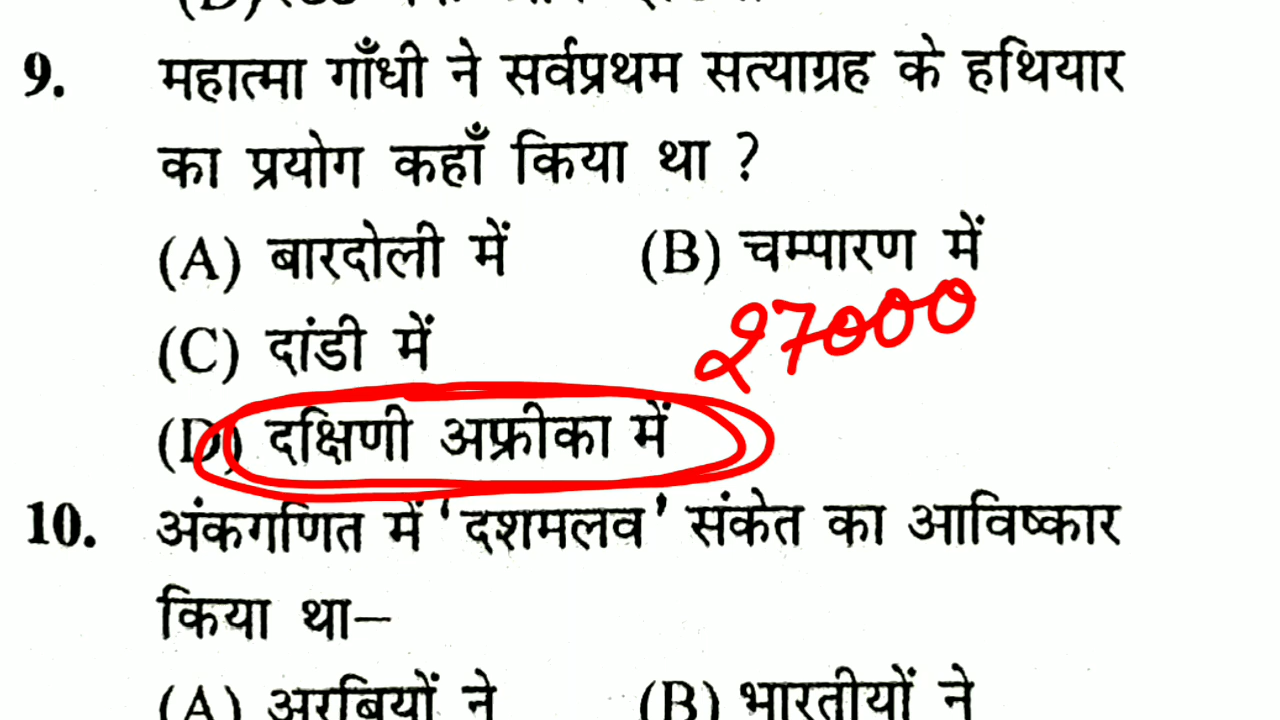 9. महात्मा गाँधी ने सर्वप्रथम सत्याग्रह के हथियार
का प्रयोग कहाँ किया था ?
(A) बारदोली में (B) चम्पारण में
(C) दांडी में 27000
(D) दक्षिणी अफ्रीका में
10. अंकगणित में ‘दशमलव’ संकेत का आविष्कार
किया था–
(A) अरबियों ने (B) भारतीयों ने